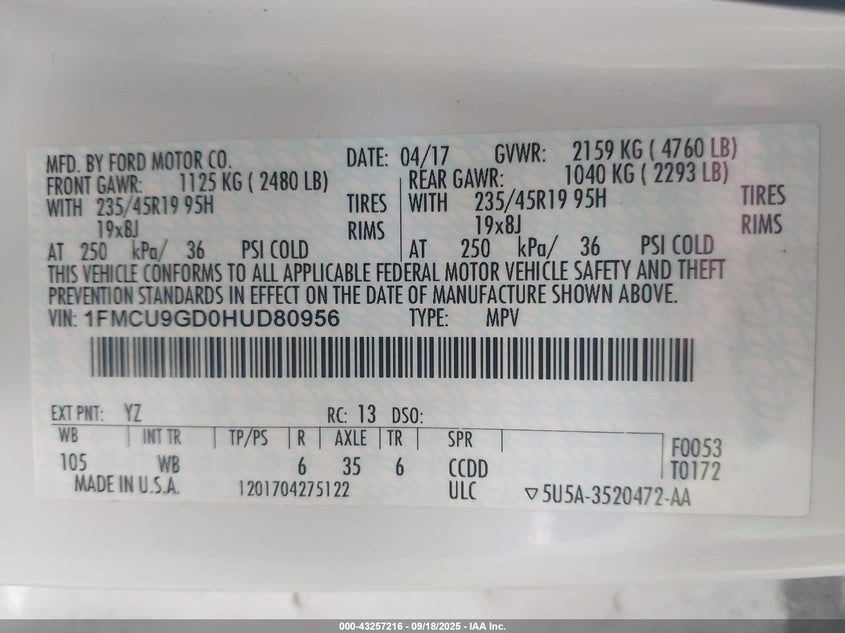 MFD. BY FORD MOTOR CO. DATE: 04/17 GVWR: 2159 KG ( 4760 LB)
FRONT GAWR: 1125 KG ( 2480 LB) REAR GAWR: 1040 KG ( 2293 LB)
WITH 235/45R19 95H TIRES WITH 235/45R19 95H TIRES
19x8J RIMS 19x8J RIMS
AT 250 kPa/ 36 PSI COLD AT 250 kPa/ 36 PSI COLD
THIS VEHICLE CONFORMS TO ALL APPLICABLE FEDERAL MOTOR VEHICLE SAFETY AND THEFT
PREVENTION STANDARDS IN EFFECT ON THE DATE OF MANUFACTURE SHOWN ABOVE.
VIN: 1FMCU9GD0HUD80956 TYPE: MPV
EXT PNT: YZ RC: 13 DSO:
WB INT TR TP/PS R AXLE TR SPR F0053
105 WB 6 35 6 CCDD T0172
MADE IN U.S.A. 1201704275122 ULC ▽5U5A-3520472-AA
000-43257216 - 09/18/2025 - IAA Inc.